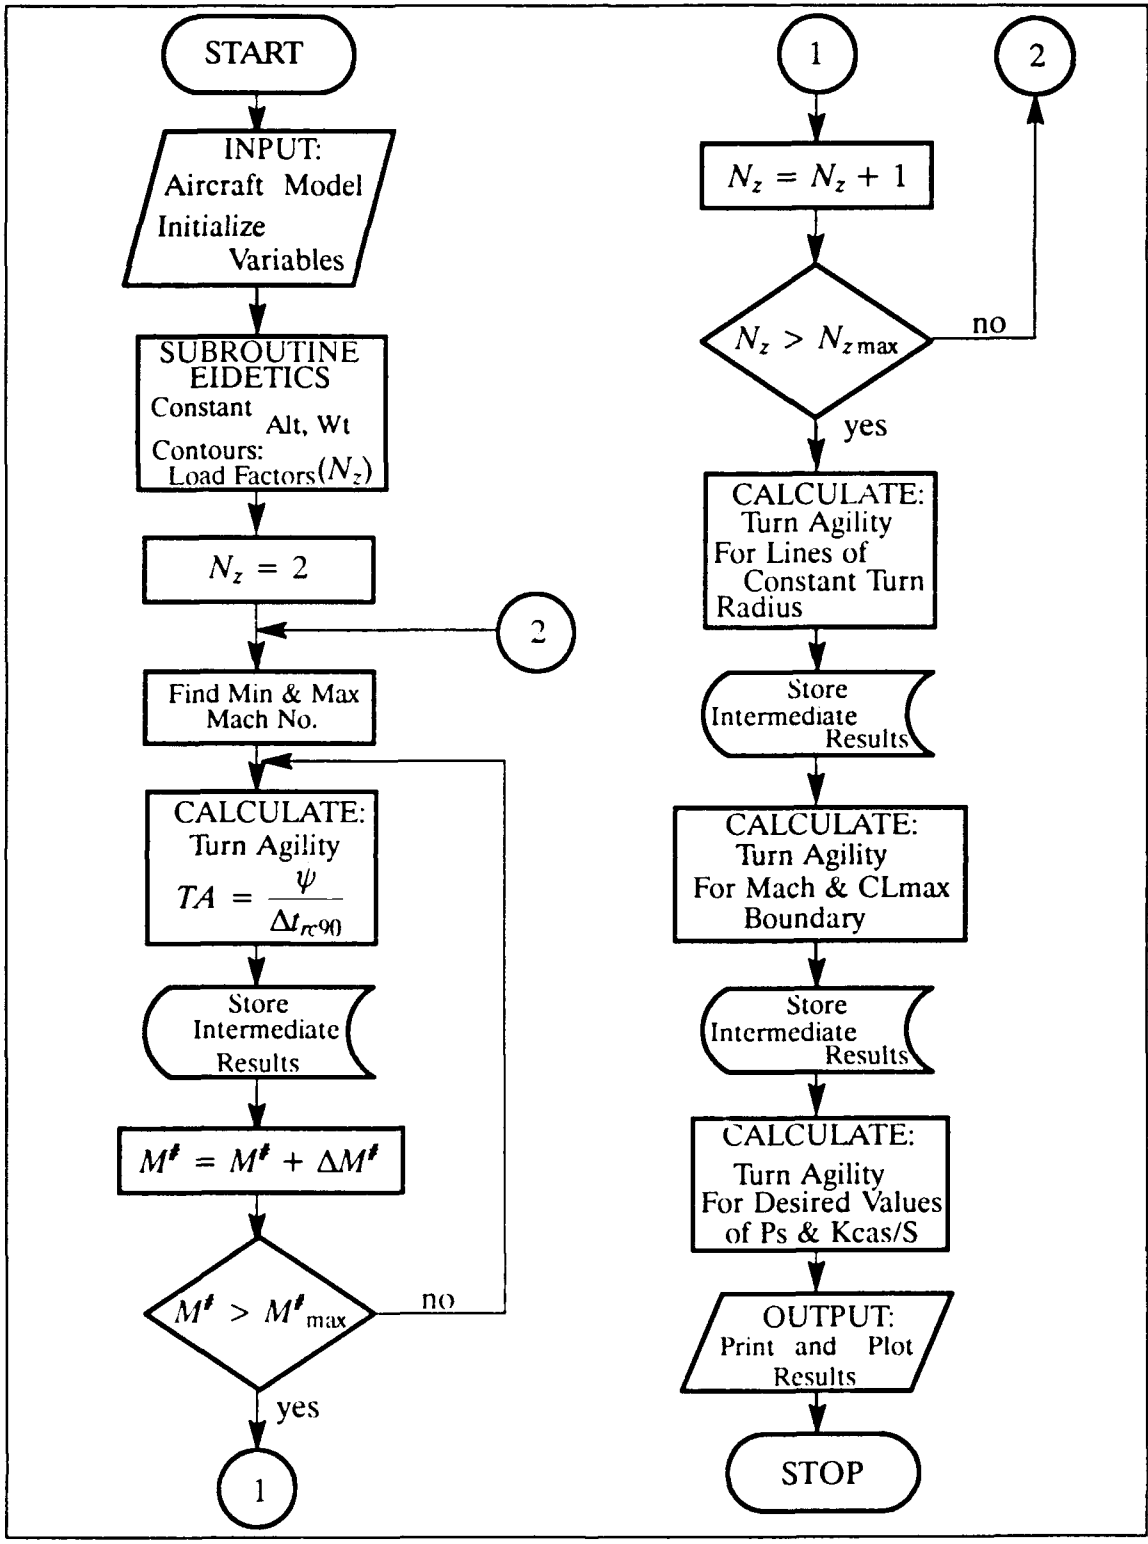 START
INPUT:
Aircraft Model
Initialize
Variables
SUBROUTINE
EIDETICS
Constant
Alt, Wt
Contours:
Load Factors(N_z)
N_z = 2
2
Find Min & Max
Mach No.
CALCULATE:
Turn Agility
TA = ψ / Δt_rc90
Store
Intermediate
Results
M# = M# + ΔM#
M# > M#max
no
yes
1
1
2
N_z = N_z + 1
N_z > N_z max
no
yes
CALCULATE:
Turn Agility
For Lines of
Constant Turn
Radius
Store
Intermediate
Results
CALCULATE:
Turn Agility
For Mach & CLmax
Boundary
Store
Intermediate
Results
CALCULATE:
Turn Agility
For Desired Values
of Ps & Kcas/S
OUTPUT:
Print and Plot
Results
STOP